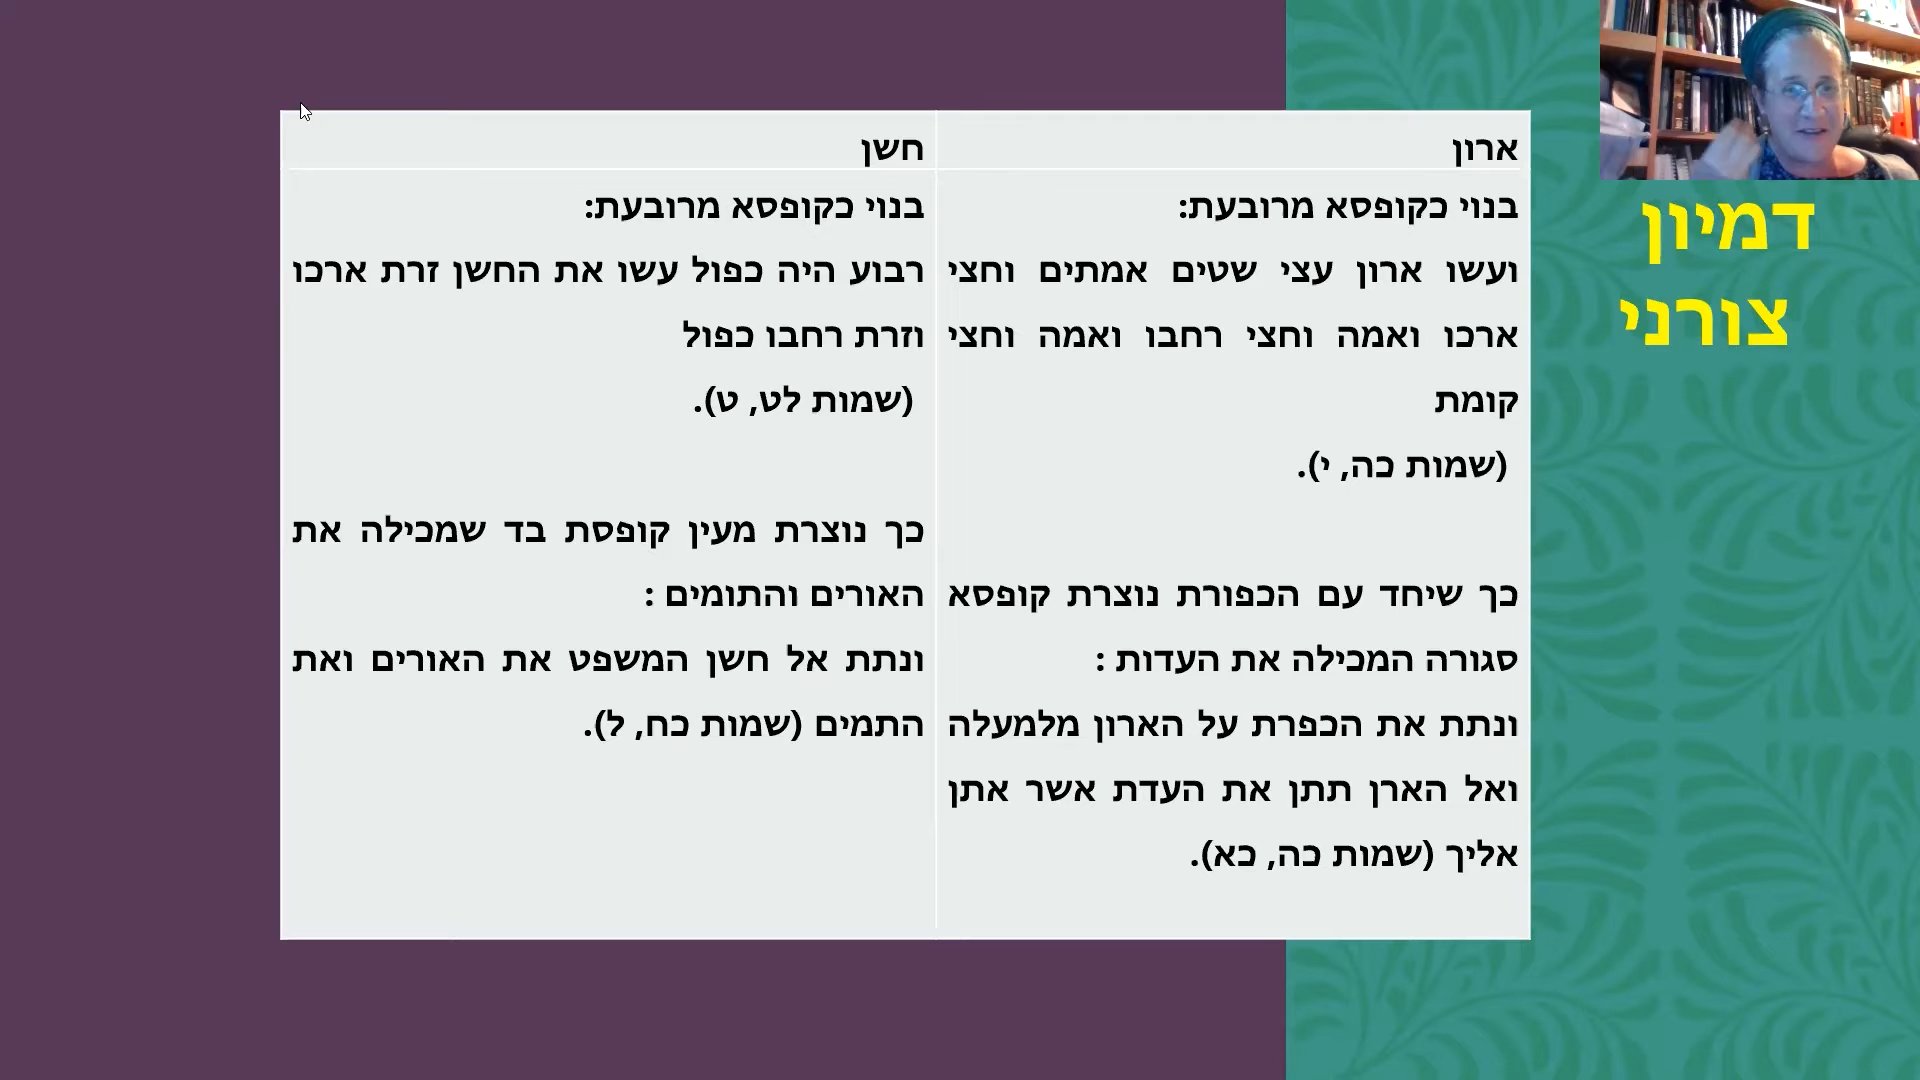 דמיון
צורני
ארון
בנוי כקופסא מרובעת:
ועשו ארון עצי שטים אמתים וחצי
ארכו ואמה וחצי רחבו ואמה וחצי
קומת
(שמות כה, י).
כך שיחד עם הכפורת נוצרת קופסא
סגורה המכילה את העדות :
ונתת את הכפרת על הארון מלמעלה
ואל הארן תתן את העדת אשר אתן
אליך (שמות כה, כא).
חשן
בנוי כקופסא מרובעת:
רבוע היה כפול עשו את החשן זרת ארכו
וזרת רחבו כפול
(שמות לט, ט).
כך נוצרת מעין קופסת בד שמכילה את
האורים והתומים :
ונתת אל חשן המשפט את האורים ואת
התמים (שמות כח, ל).